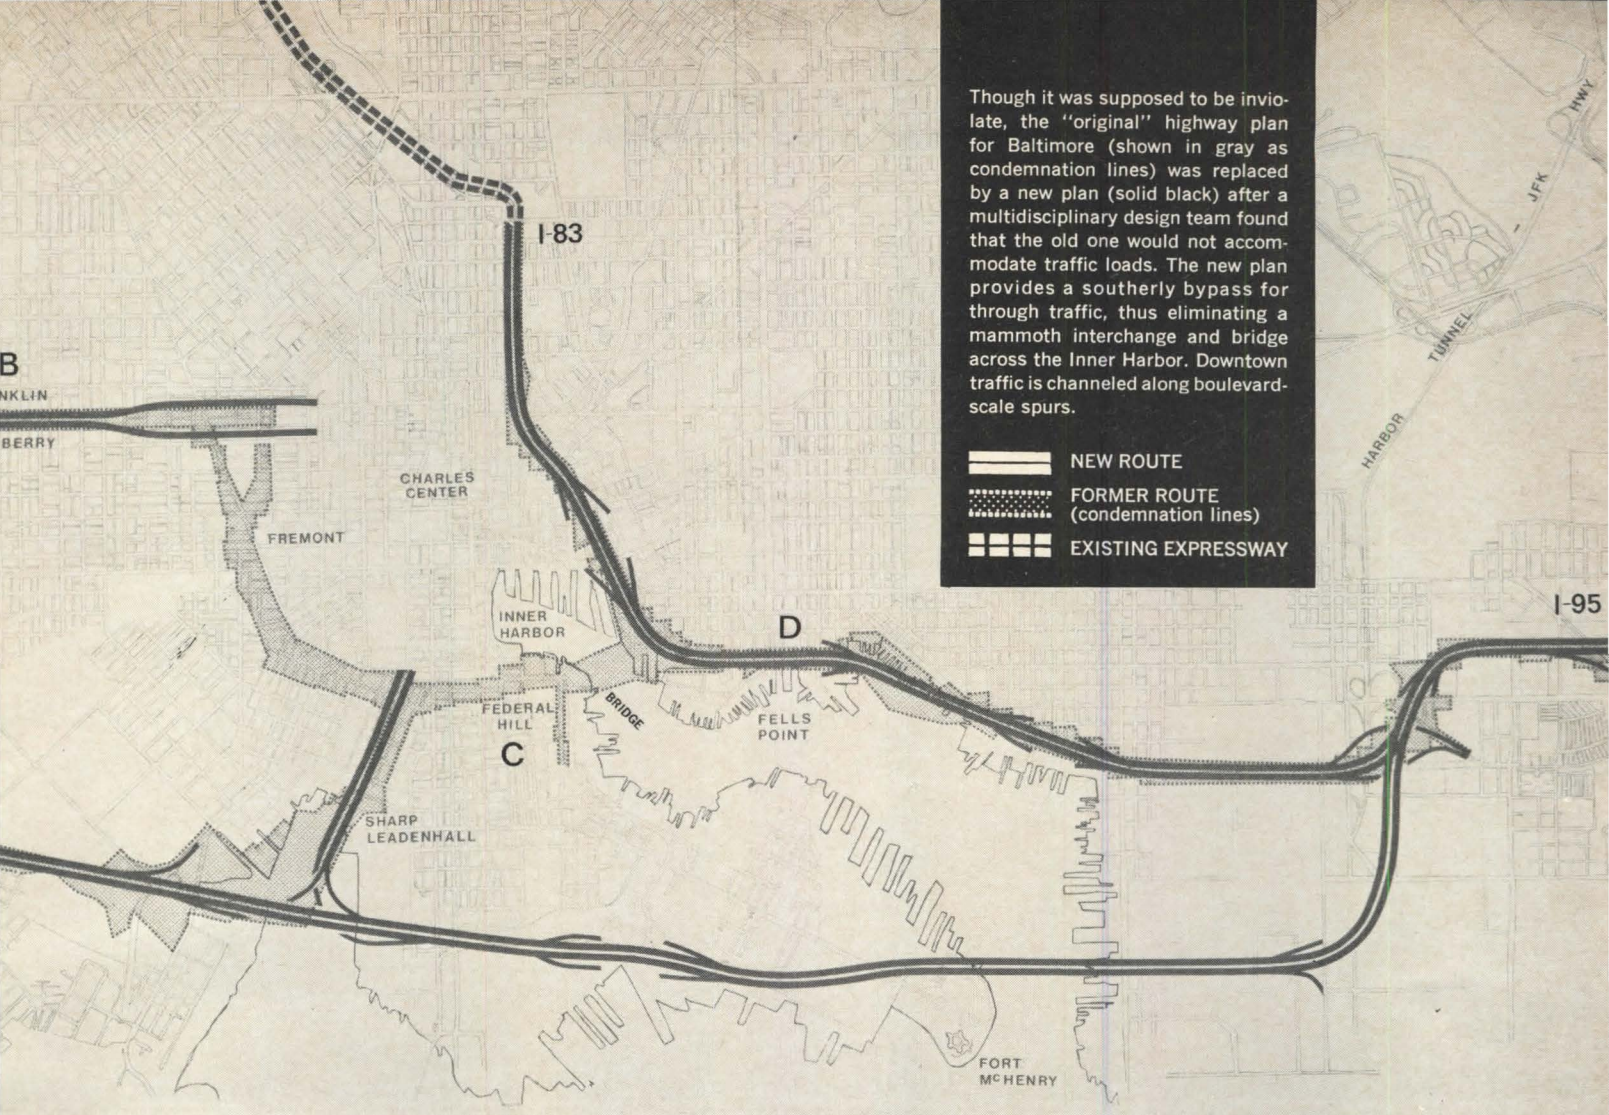 Though it was supposed to be invio-
late, the "original" highway plan
for Baltimore (shown in gray as
condemnation lines) was replaced
by a new plan (solid black) after a
multidisciplinary design team found
that the old one would not accom-
modate traffic loads. The new plan
provides a southerly bypass for
through traffic, thus eliminating a
mammoth interchange and bridge
across the Inner Harbor. Downtown
traffic is channeled along boulevard-
scale spurs.
NEW ROUTE
FORMER ROUTE
(condemnation lines)
EXISTING EXPRESSWAY
JFK HWY
HARBOR TUNNEL
I-83
B
NKLIN
BERRY
CHARLES
CENTER
FREMONT
INNER
HARBOR
D
I-95
BRIDGE
FEDERAL
HILL
C
FELLS
POINT
SHARP
LEADENHALL
FORT
McHENRY